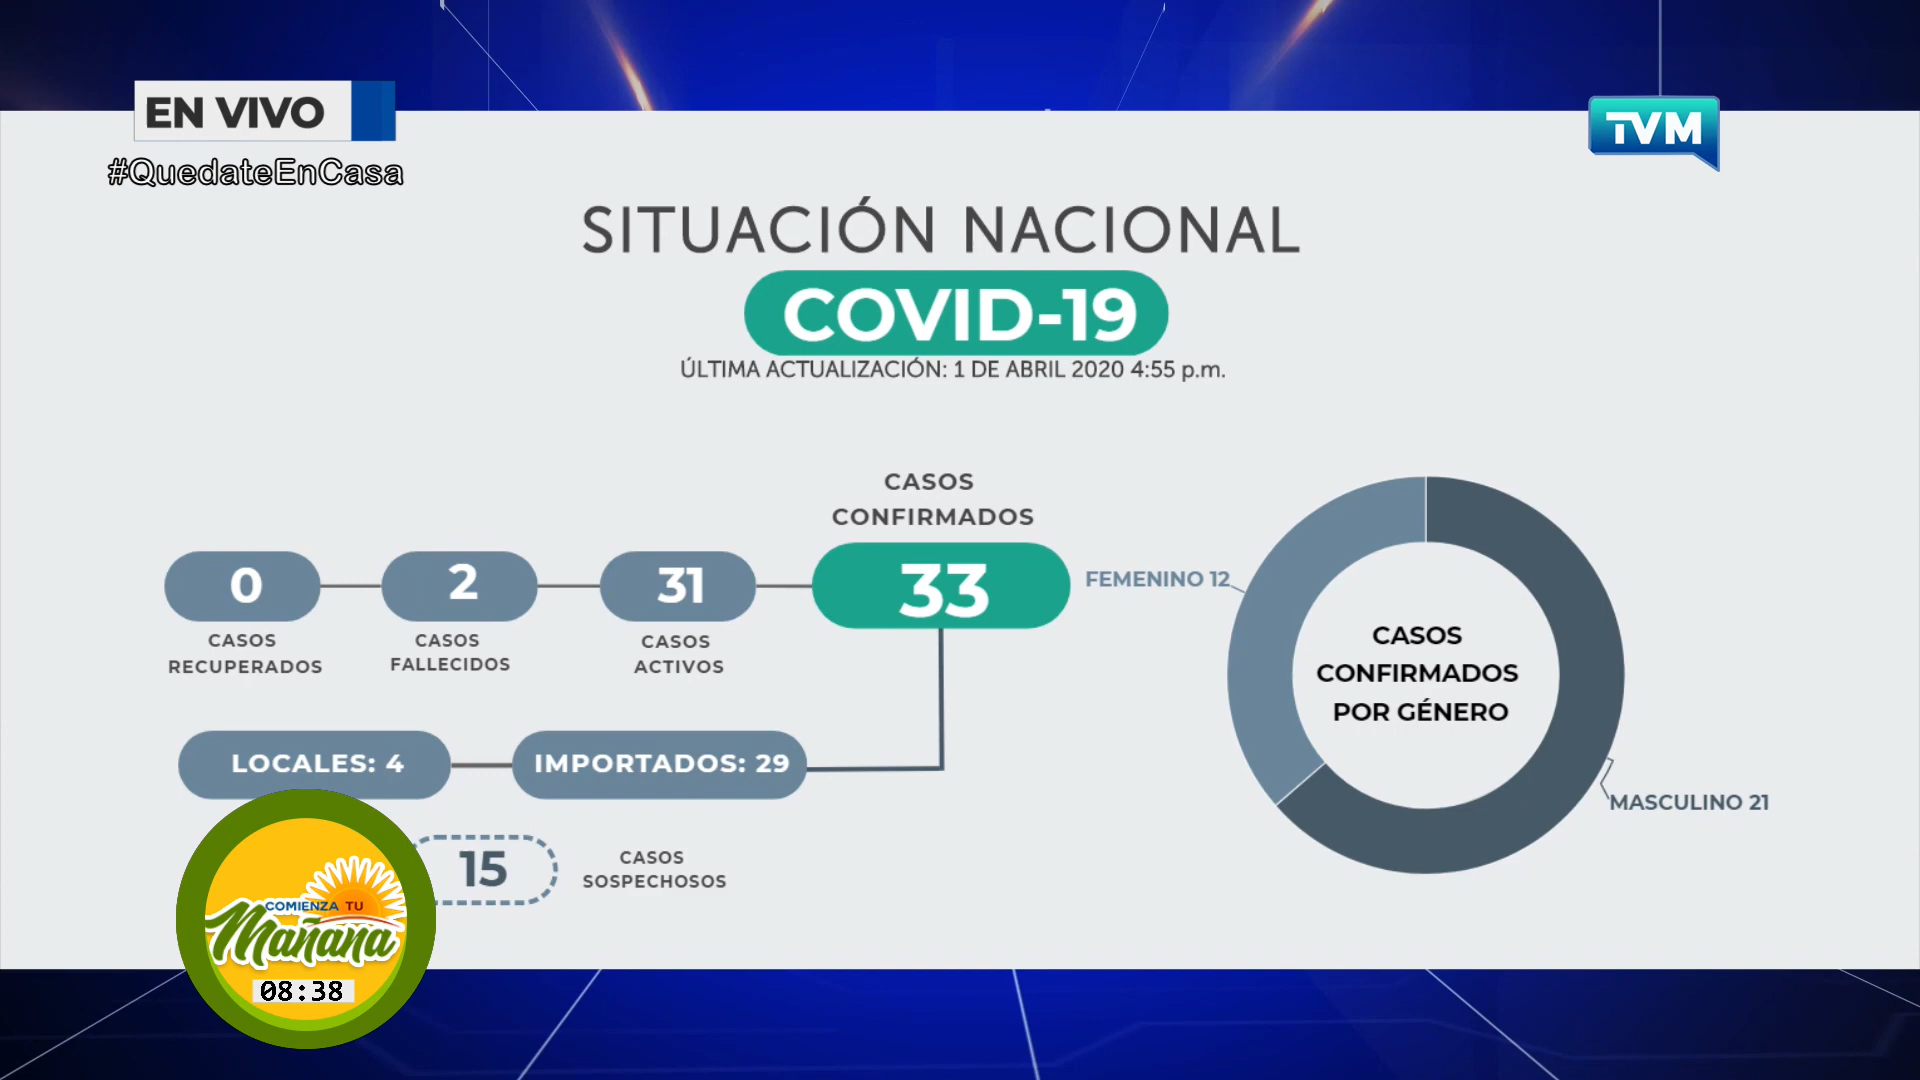 EN VIVO
#QuedateEnCasa
TVM
SITUACIÓN NACIONAL
COVID-19
ÚLTIMA ACTUALIZACIÓN: 1 DE ABRIL 2020 4:55 p.m.
CASOS
CONFIRMADOS
33
0
CASOS
RECUPERADOS
2
CASOS
FALLECIDOS
31
CASOS
ACTIVOS
LOCALES: 4
IMPORTADOS: 29
15
CASOS
SOSPECHOSOS
FEMENINO 12
CASOS
CONFIRMADOS
POR GÉNERO
MASCULINO 21
COMIENZA TU
Mañana
08:38